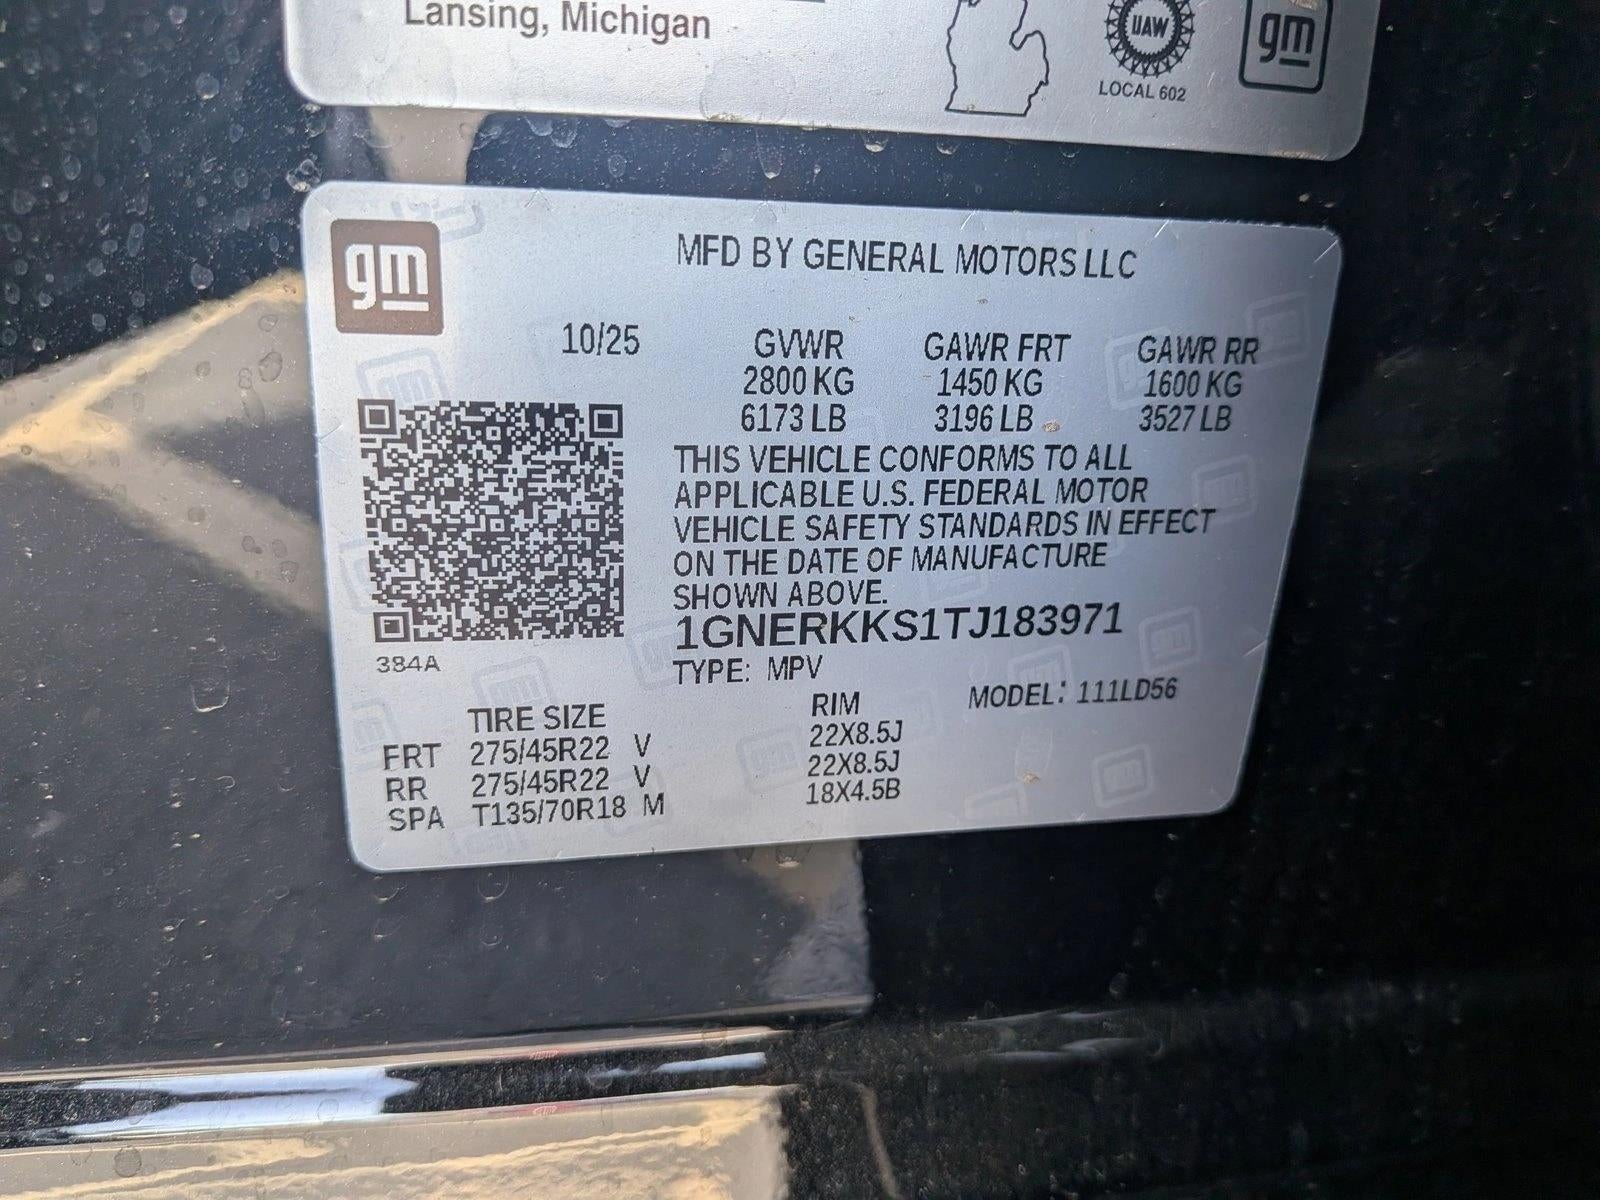 Lansing, Michigan
UAW
LOCAL 602
gm
gm
MFD BY GENERAL MOTORS LLC
10/25 GVWR GAWR FRT GAWR RR
2800 KG 1450 KG 1600 KG
6173 LB 3196 LB 3527 LB
THIS VEHICLE CONFORMS TO ALL
APPLICABLE U.S. FEDERAL MOTOR
VEHICLE SAFETY STANDARDS IN EFFECT
ON THE DATE OF MANUFACTURE
SHOWN ABOVE.
1GNERKKS1TJ183971
384A
TYPE: MPV MODEL: 111LD56
TIRE SIZE RIM
FRT 275/45R22 V 22X8.5J
RR 275/45R22 V 22X8.5J
SPA T135/70R18 M 18X4.5B